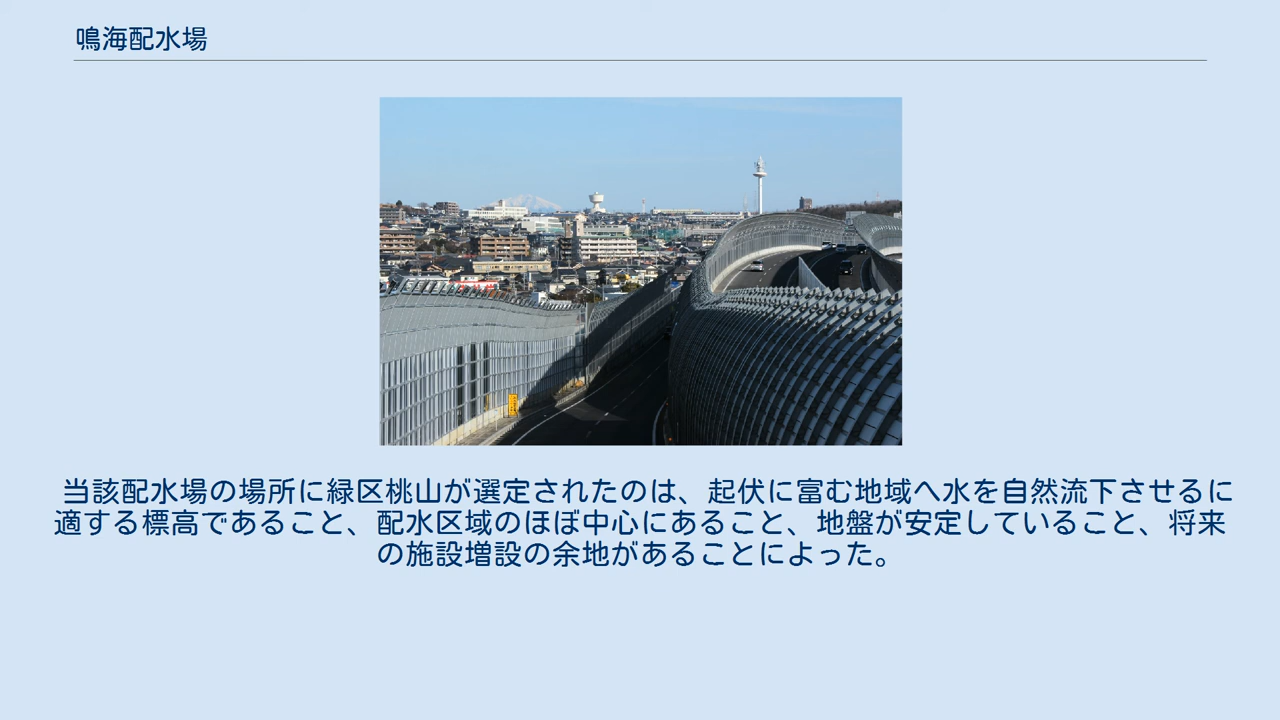 鳴海配水場
当該配水場の場所に緑区桃山が選定されたのは、起伏に富む地域へ水を自然流下させるに
適する標高であること、配水区域のほぼ中心にあること、地盤が安定していること、将来
の施設増設の余地があることによった。